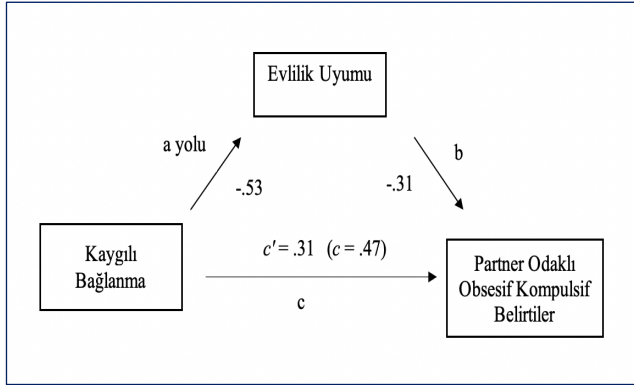 Evlilik Uyumu
a yolu
b
-.53
-.31
Kaygılı
Bağlanma
c' = .31 (c = .47)
c
Partner Odaklı
Obsesif Kompulsif
Belirtiler